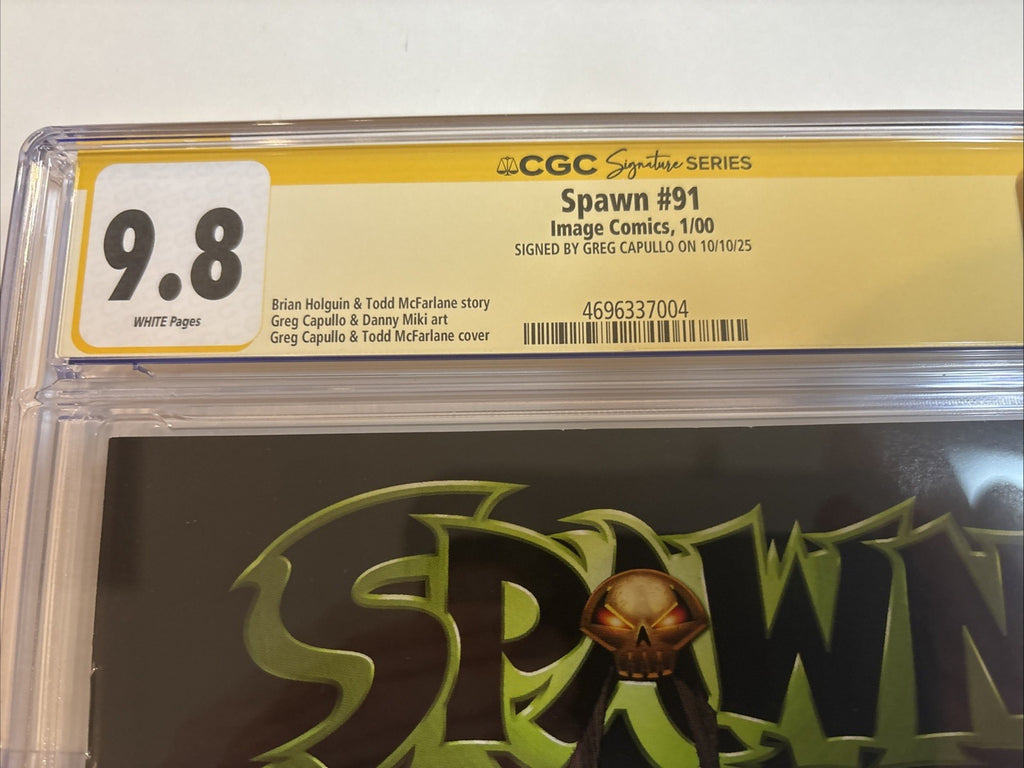 CGC Signature SERIES
Spawn #91
Image Comics, 1/00
SIGNED BY GREG CAPULLO ON 10/10/25
9.8
WHITE Pages
Brian Holguin & Todd McFarlane story
Greg Capullo & Danny Miki art
Greg Capullo & Todd McFarlane cover
4696337004
SPAWN